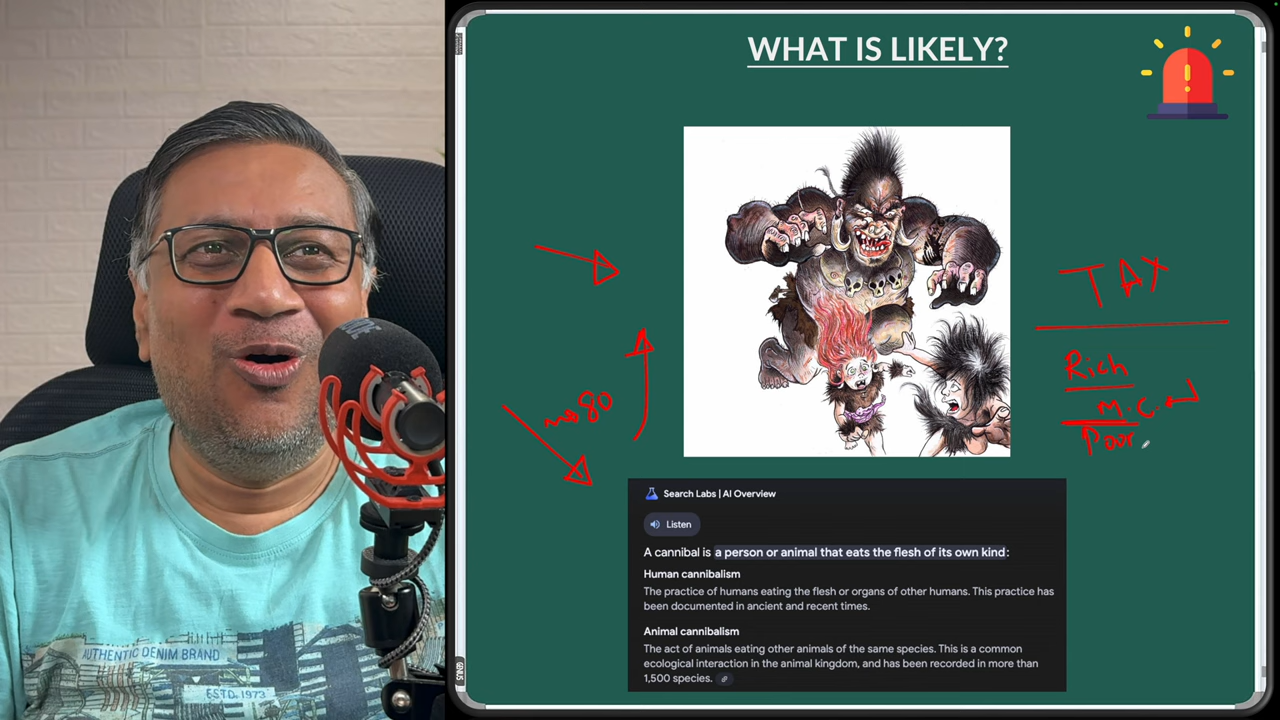 WHAT IS LIKELY?
TAX
Rich
M.C.
Poor
80
Search Labs | AI Overview
Listen
A cannibal is a person or animal that eats the flesh of its own kind:
Human cannibalism
The practice of humans eating the flesh or organs of other humans. This practice has
been documented in ancient and recent times.
Animal cannibalism
The act of animals eating other animals of the same species. This is a common
ecological interaction in the animal kingdom, and has been recorded in more than
1,500 species.
AUTHENTIC DENIM BRAND
ESTD. 1973